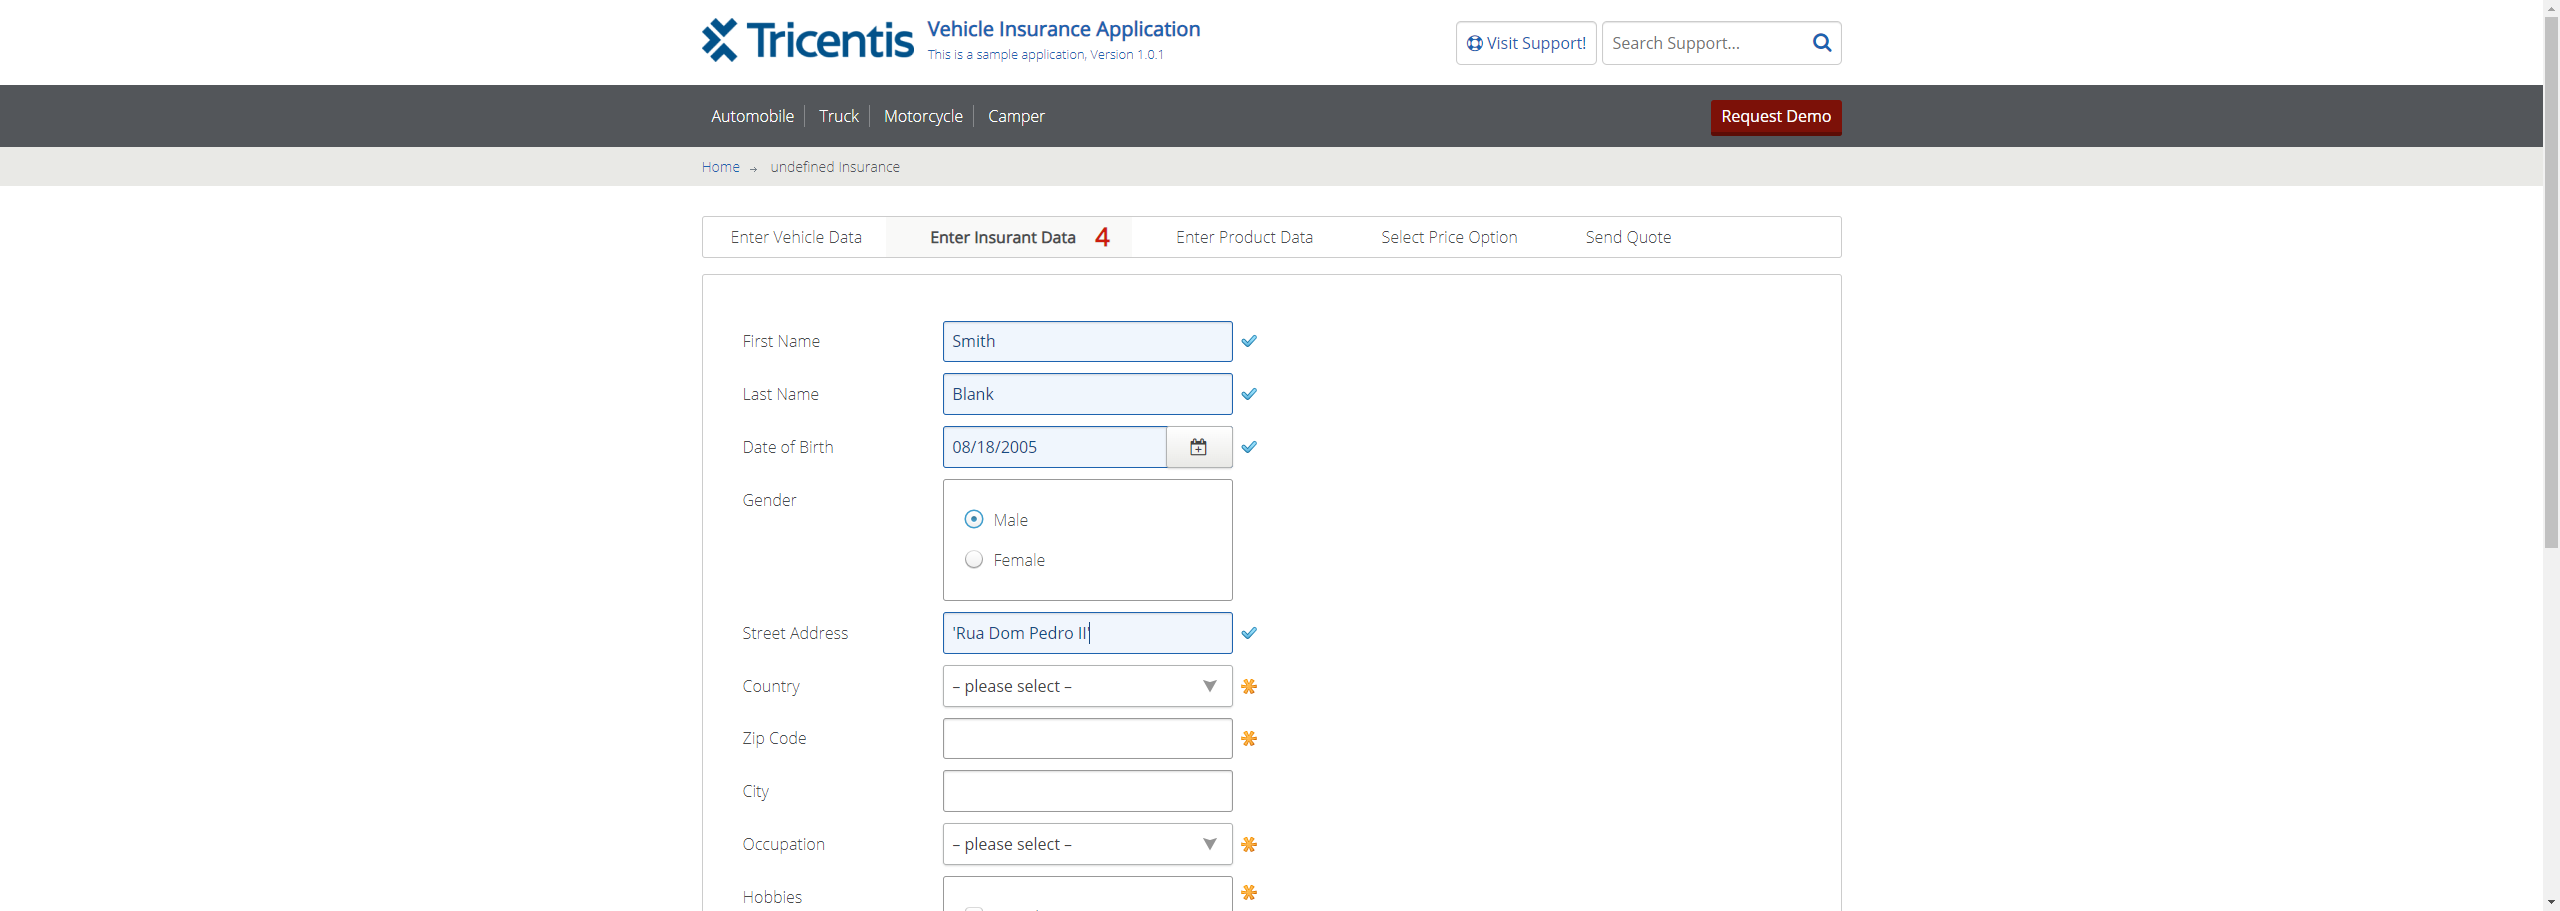 Tricentis
Vehicle Insurance Application
This is a sample application, Version 1.0.1
Visit Support!
Search Support...
Automobile
Truck
Motorcycle
Camper
Request Demo
Home → undefined Insurance
Enter Vehicle Data
Enter Insurant Data 4
Enter Product Data
Select Price Option
Send Quote
First Name
Smith
Last Name
Blank
Date of Birth
08/18/2005
Gender
Male
Female
Street Address
'Rua Dom Pedro II'
Country
– please select –
Zip Code
City
Occupation
– please select –
Hobbies